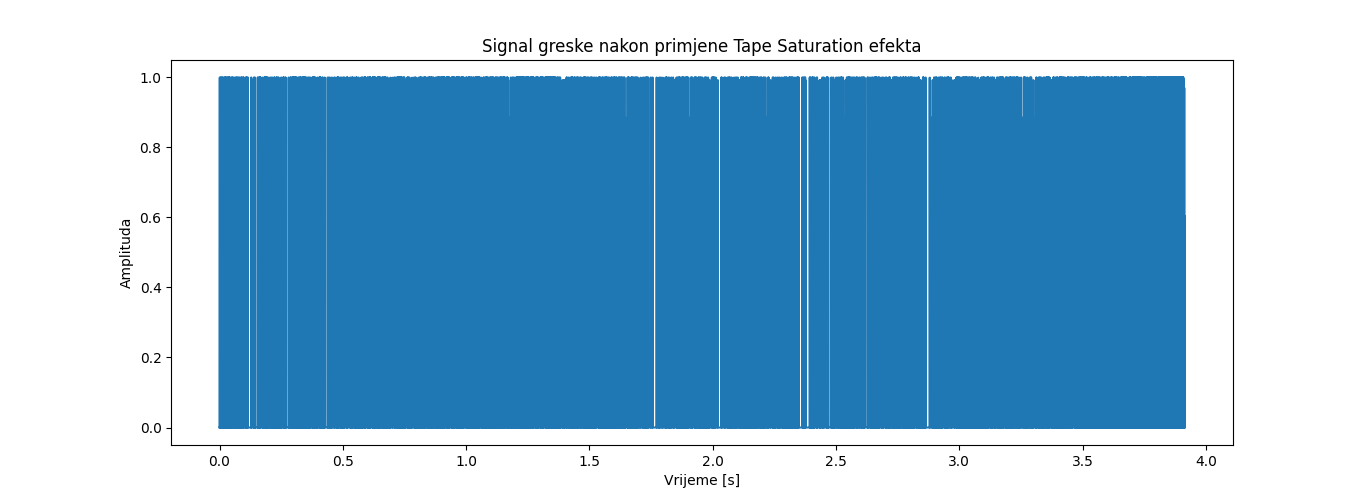 Signal greske nakon primjene Tape Saturation efekta
1.0
0.8
0.6
0.4
0.2
0.0
Amplituda
0.0 0.5 1.0 1.5 2.0 2.5 3.0 3.5 4.0
Vrijeme [s]